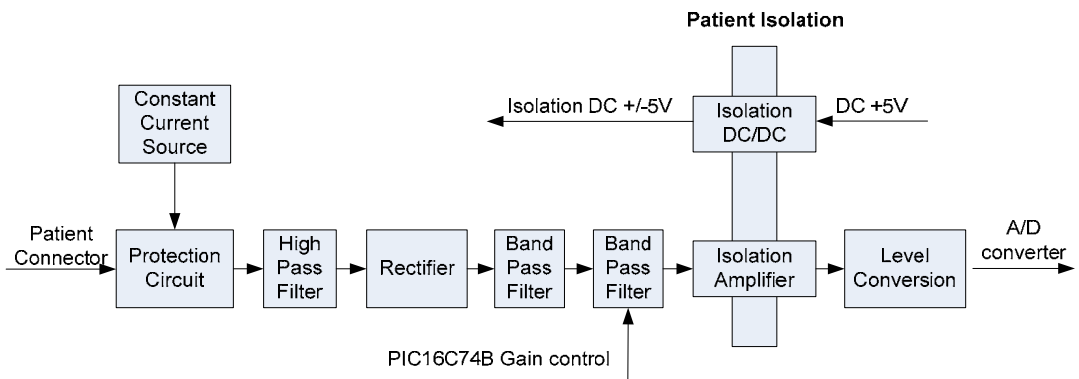 Patient Isolation
Constant
Current
Source
Isolation DC +/-5V
Isolation
DC/DC
DC +5V
Patient
Connector
Protection
Circuit
High
Pass
Filter
Rectifier
Band
Pass
Filter
Band
Pass
Filter
Isolation
Amplifier
Level
Conversion
A/D
converter
PIC16C74B Gain control